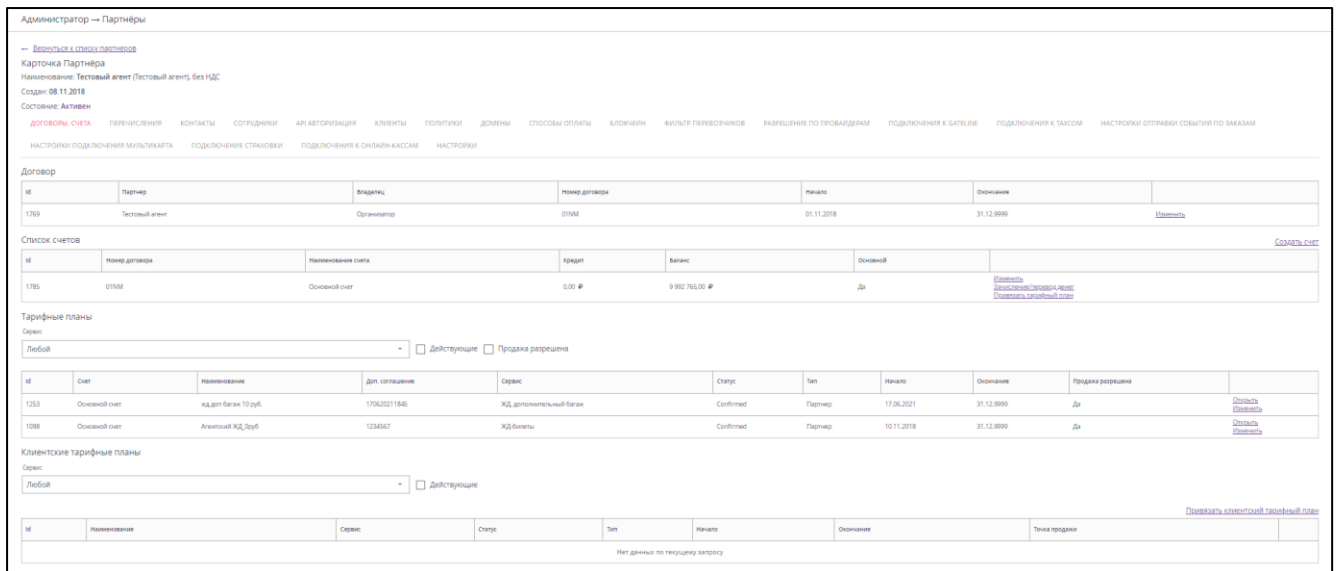 Администратор → Партнёры
← Вернуться к списку партнеров
Карточка Партнёра
Наименование: Тестовый агент (Тестовый агент), без НДС
Создан: 08.11.2018
Состояние: Активен
ДОГОВОРЫ, СЧЕТА ПЕРЕЧИСЛЕНИЯ КОНТАКТЫ СОТРУДНИКИ API АВТОРИЗАЦИЯ КЛИЕНТЫ ПОЛИТИКИ ДОМЕНЫ СПОСОБЫ ОПЛАТЫ БЛОКЧЕЙН ФИЛЬТР ПЕРЕВОЗЧИКОВ РАЗРЕШЕНИЕ ПО ПРОВАЙДЕРАМ ПОДКЛЮЧЕНИЯ К GATELINE ПОДКЛЮЧЕНИЯ К TAXCOM НАСТРОЙКИ ОТПРАВКИ СОБЫТИЙ ПО ЗАКАЗАМ
НАСТРОЙКИ ПОДКЛЮЧЕНИЯ МУЛЬТИКАРТА ПОДКЛЮЧЕНИЕ СТРАХОВКИ ПОДКЛЮЧЕНИЯ К ОНЛАЙН-КАССАМ НАСТРОЙКИ
Договор
Id Партнер Владелец Номер договора Начало Окончание
1769 Тестовый агент Организатор 01NM 01.11.2018 31.12.9999 Изменить
Список счетов Создать счет
Id Номер договора Наименование счета Кредит Баланс Основной
1785 01NM Основной счет 0,00 ₽ 9 992 765,00 ₽ Да Изменить
Зачисление/перевод денег
Привязать тарифный план
Тарифные планы
Сервис
Любой Действующие Продажа разрешена
Id Счет Наименование Доп. соглашение Сервис Статус Тип Начало Окончание Продажа разрешена
1253 Основной счет жд доп багаж 10 руб. 170620211845 ЖД, дополнительный багаж Confirmed Партнер 17.06.2021 31.12.9999 Да Открыть
Изменить
1098 Основной счет Агентский ЖД_0руб 1234567 ЖД-билеты Confirmed Партнер 10.11.2018 31.12.9999 Да Открыть
Изменить
Клиентские тарифные планы
Сервис
Любой Действующие
Привязать клиентский тарифный план
Id Наименование Сервис Статус Тип Начало Окончание Точка продажи
Нет данных по текущему запросу